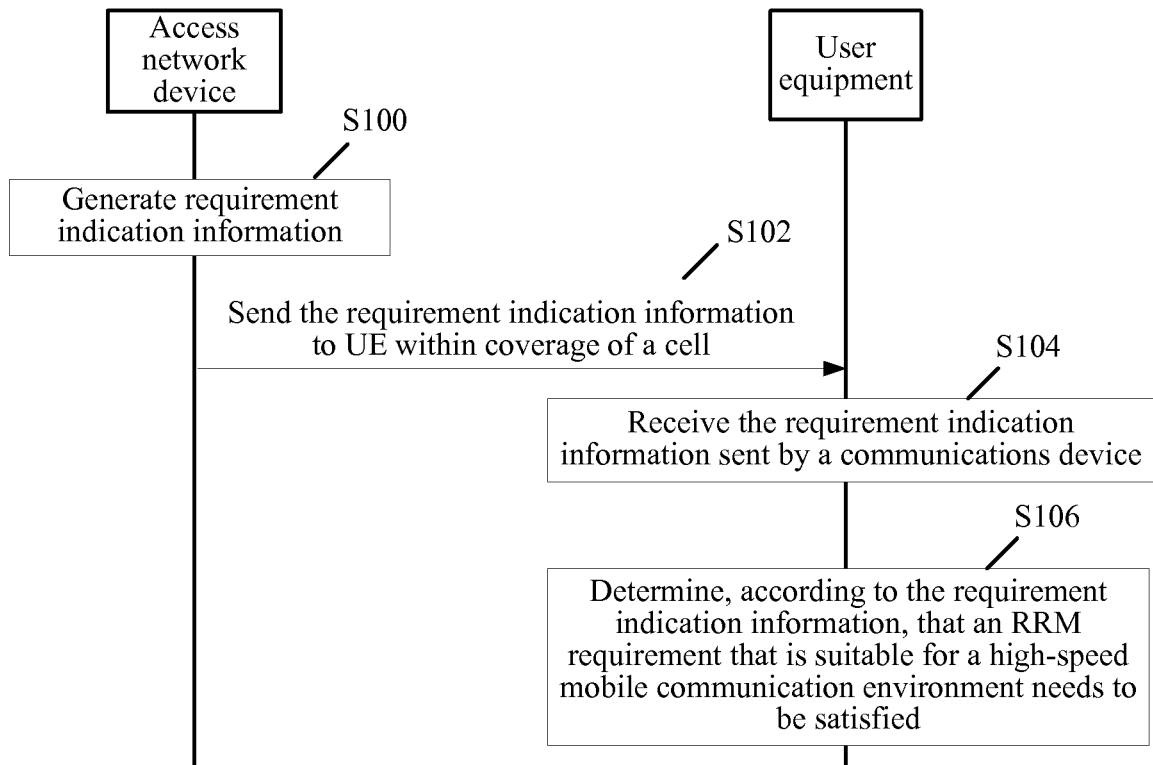 Access
network
device
User
equipment
S100
Generate requirement
indication information
S102
Send the requirement indication information
to UE within coverage of a cell
S104
Receive the requirement indication
information sent by a communications device
S106
Determine, according to the requirement
indication information, that an RRM
requirement that is suitable for a high-speed
mobile communication environment needs to
be satisfied